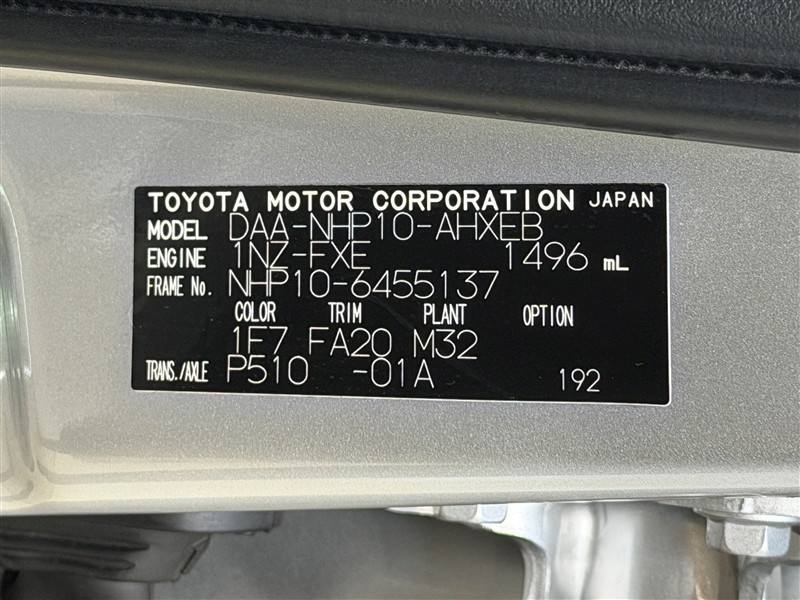 TOYOTA MOTOR CORPORATION JAPAN
MODEL DAA-NHP10-AHXEB
ENGINE 1NZ-FXE 1496 mL
FRAME No. NHP10-6455137
COLOR TRIM PLANT OPTION
1F7 FA20 M32
TRANS./AXLE P510 -01A 192